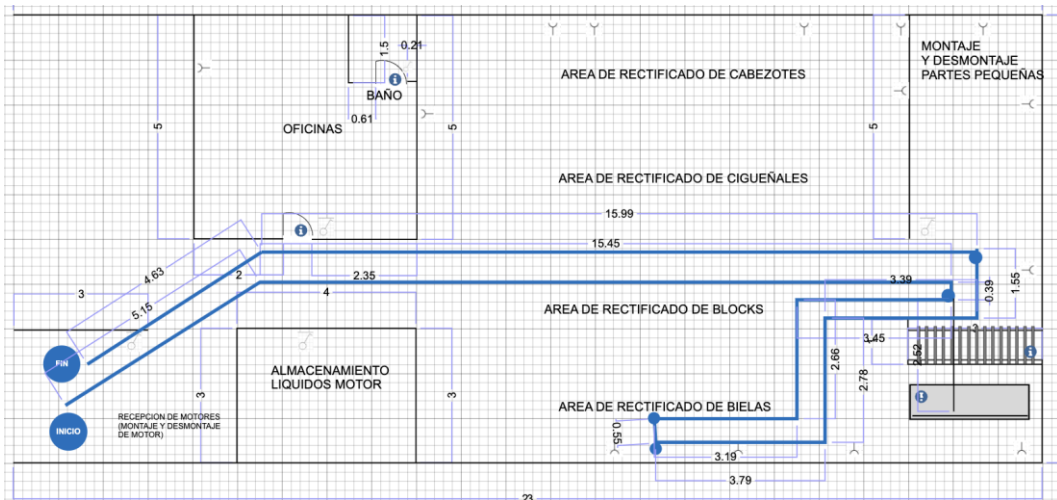 MONTAJE
Y DESMONTAJE
PARTES PEQUEÑAS
1.5
0.21
AREA DE RECTIFICADO DE CABEZOTES
BAÑO
0.61
OFICINAS
5
5
5
AREA DE RECTIFICADO DE CIGUEÑALES
15.99
15.45
4.63
2
2.35
3.39
0.39
1.55
3
5.15
4
AREA DE RECTIFICADO DE BLOCKS
3.45
2
2.52
2.66
2.78
FIN
ALMACENAMIENTO
LIQUIDOS MOTOR
3
3
AREA DE RECTIFICADO DE BIELAS
RECEPCION DE MOTORES
(MONTAJE Y DESMONTAJE
DE MOTOR)
INICIO
0.55
3.19
3.79
23